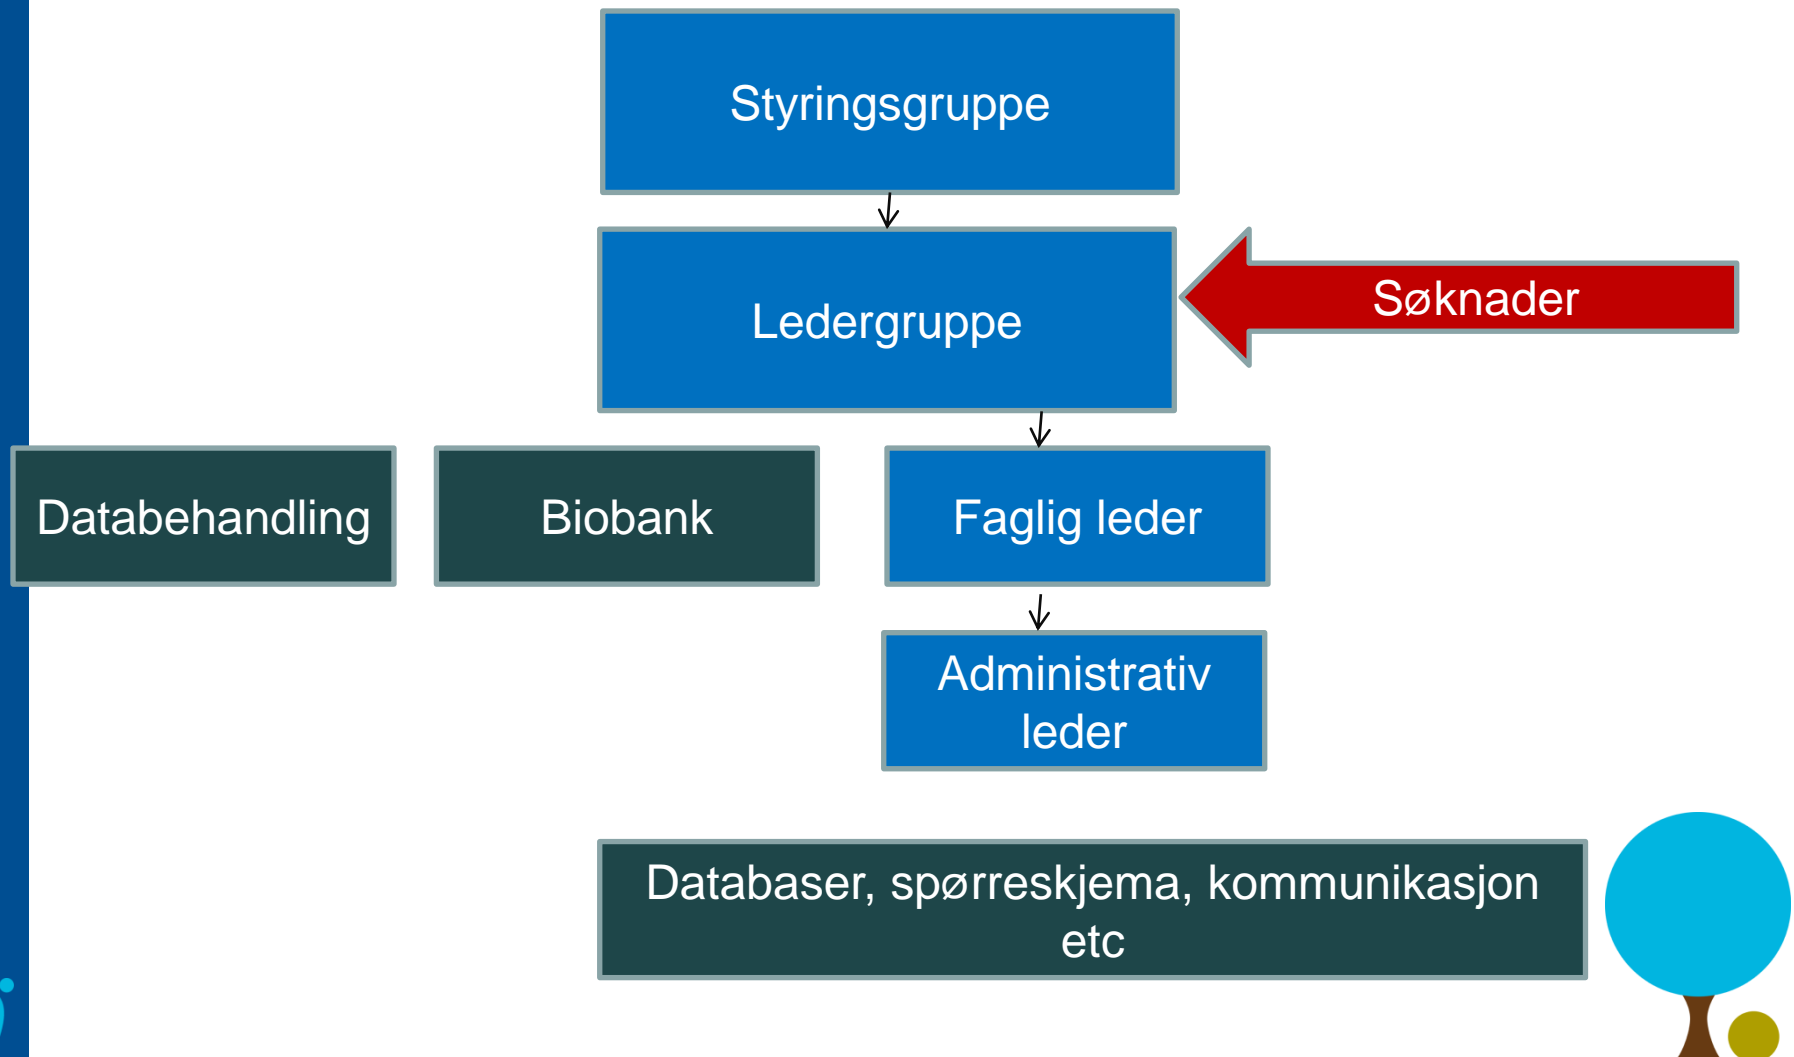 Styringsgruppe
Ledergruppe
Søknader
Databehandling
Biobank
Faglig leder
Administrativ
leder
Databaser, spørreskjema, kommunikasjon
etc